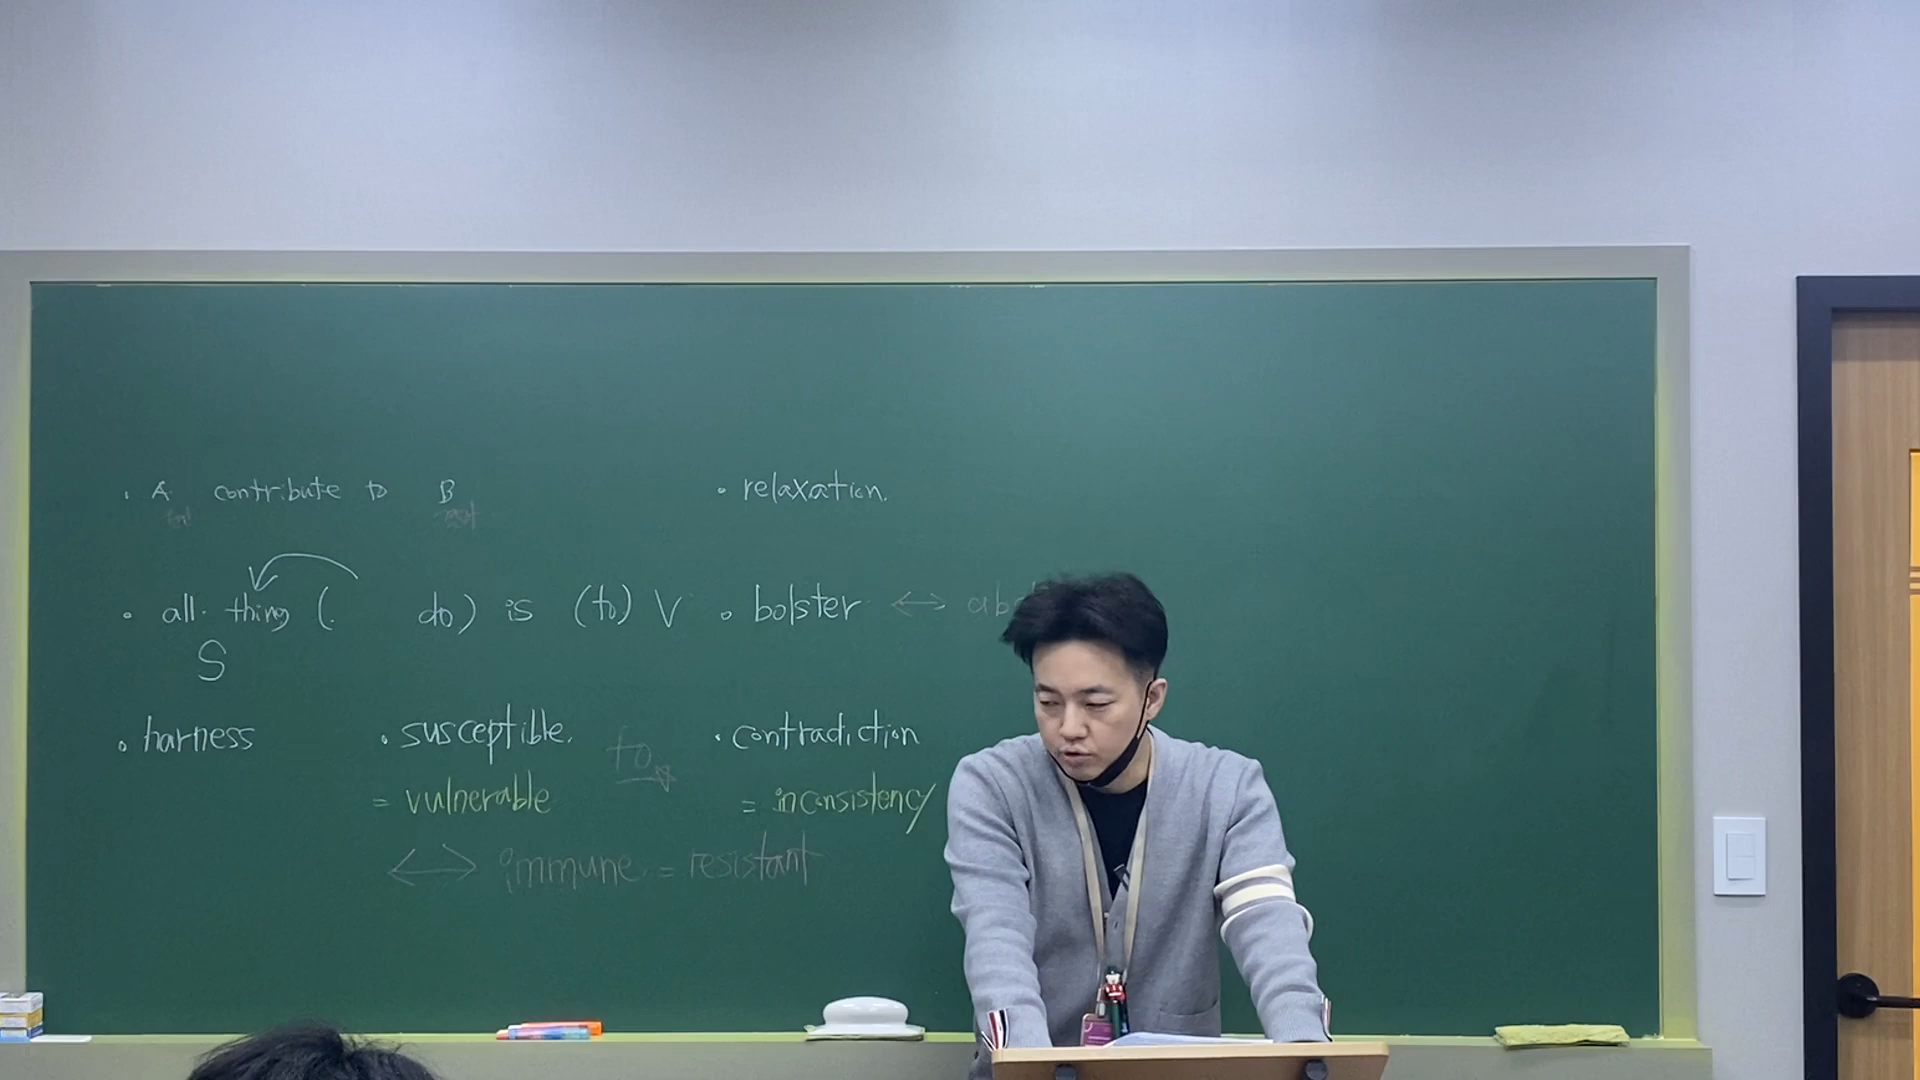 · A contribute to B
· relaxation.
· all thing (. do) is (to) V
S
· bolster ↔
· harness
· susceptible. to
= vulnerable
↔ immune = resistant
· contradiction
= inconsistency